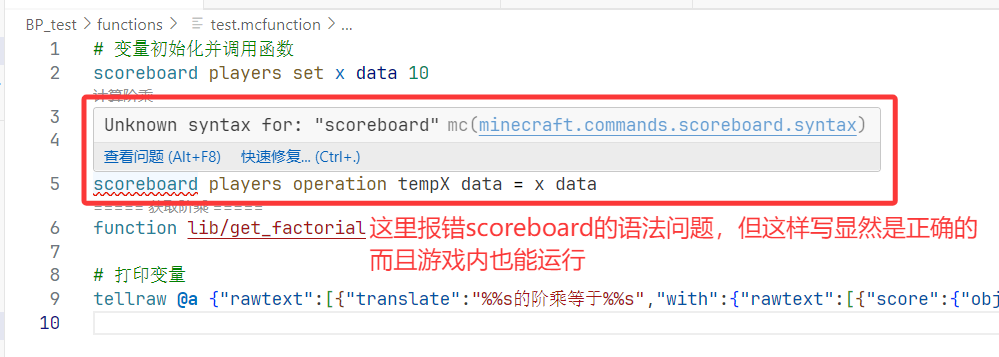 BP_test > functions > test.mcfunction > ...
1 # 变量初始化并调用函数
2 scoreboard players set x data 10
计算阶乘
3
Unknown syntax for: "scoreboard" mc(minecraft.commands.scoreboard.syntax)
4
查看问题 (Alt+F8) 快速修复... (Ctrl+.)
5 scoreboard players operation tempX data = x data
===== 获取阶乘 =====
6 function lib/get_factorial
这里报错scoreboard的语法问题，但这样写显然是正确的
而且游戏内也能运行
7
8 # 打印变量
9 tellraw @a {"rawtext":[{"translate":"%%s的阶乘等于%%s","with":{"rawtext":[{"score":{"obj
10